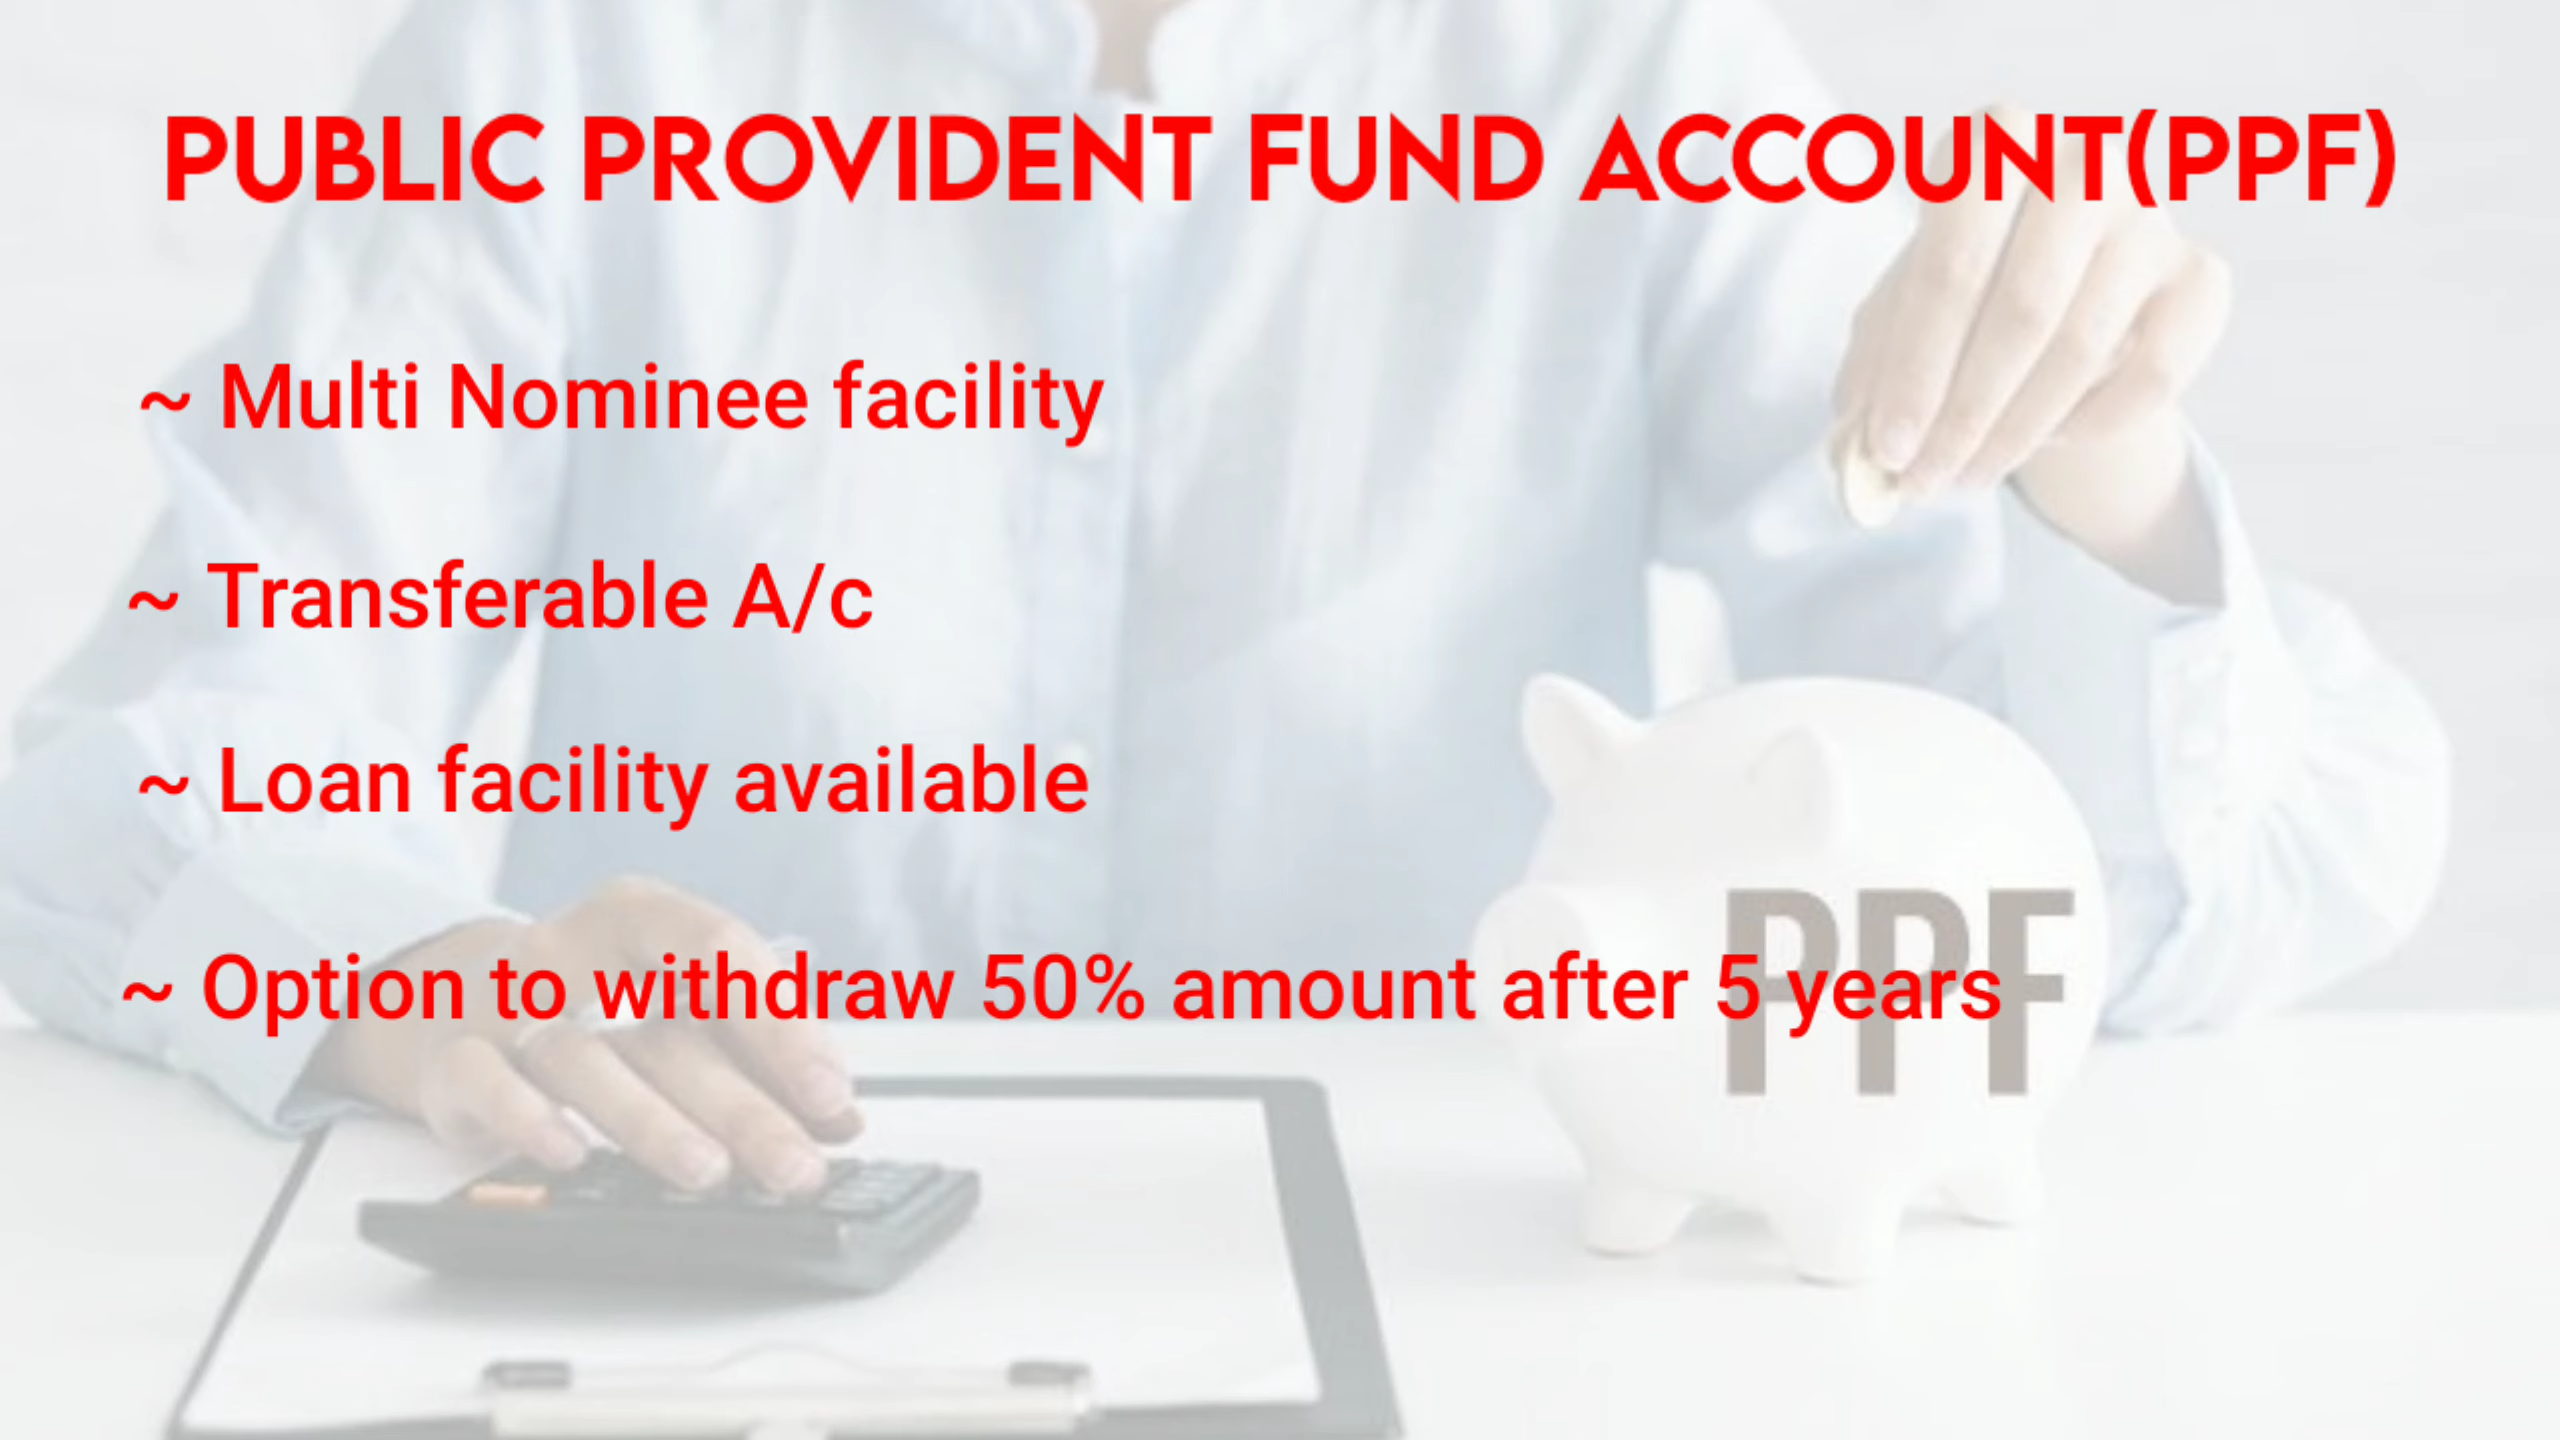 PUBLIC PROVIDENT FUND ACCOUNT(PPF)
~ Multi Nominee facility
~ Transferable A/c
~ Loan facility available
~ Option to withdraw 50% amount after 5 years
PPF